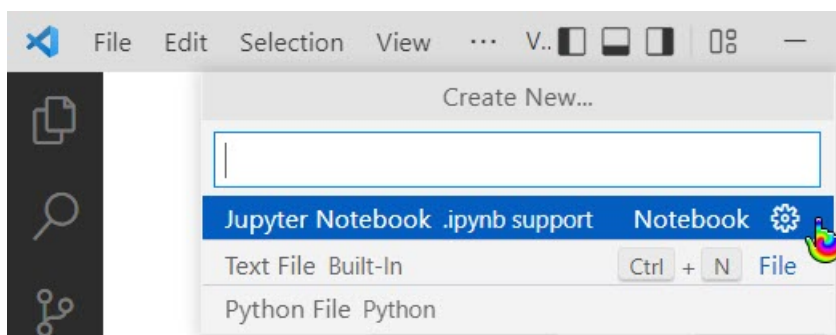 File Edit Selection View ... V..
Create New...
Jupyter Notebook .ipynb support Notebook
Text File Built-In Ctrl + N File
Python File Python